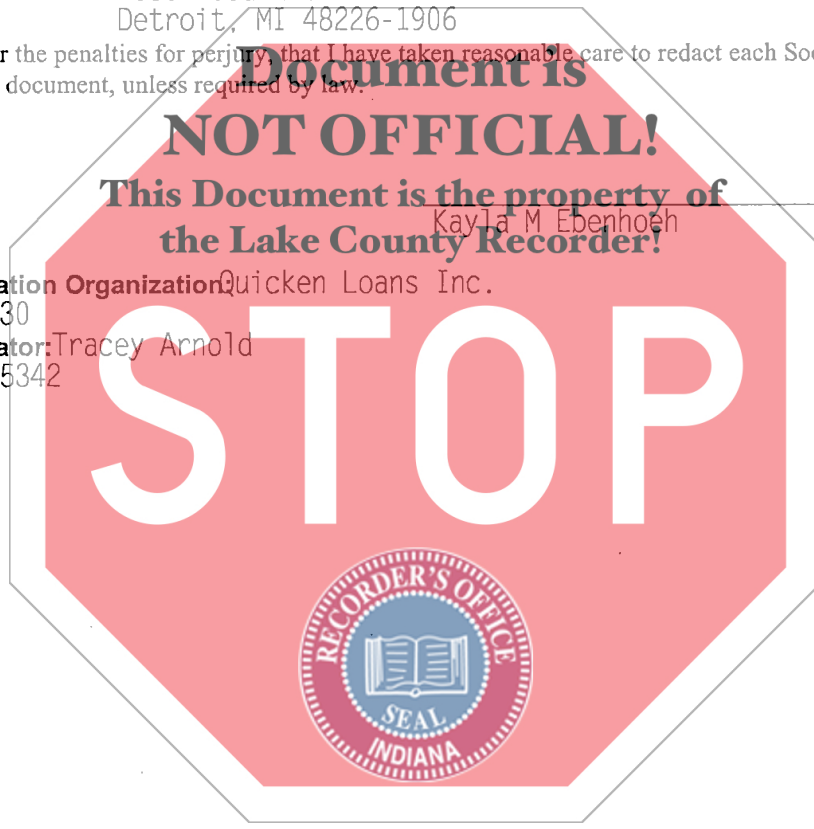 Detroit, MI 48226-1906
r the penalties for perjury, that I have taken reasonable care to redact each Soc
document, unless required by law.
Document is
NOT OFFICIAL!
This Document is the property of
the Lake County Recorder!
Kayla M Ebenhoeh
ation Organization: Quicken Loans Inc.
30
ator: Tracey Arnold
5342
STOP
RECORDER'S OFFICE
SEAL
INDIANA